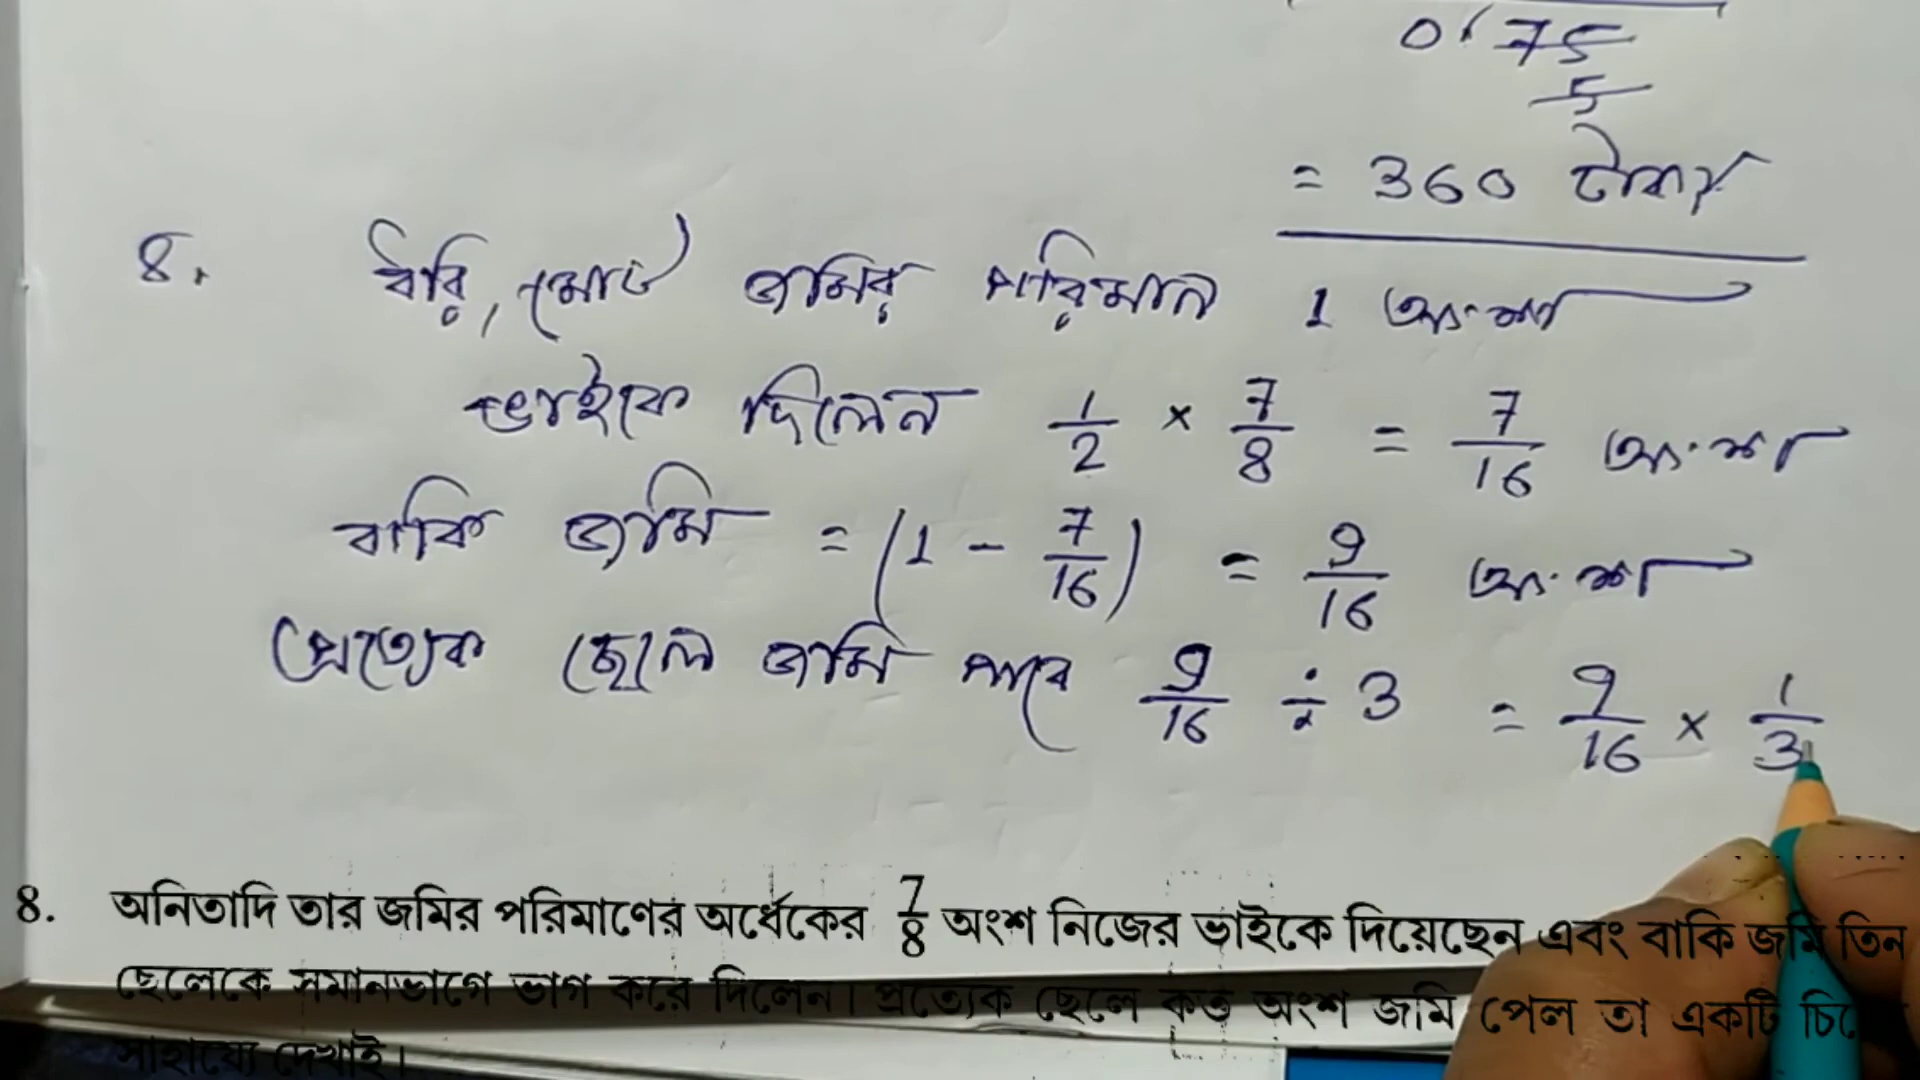 0.75
5
= 360 টাকা
8. ধরি, মোট জমির পরিমান 1 অংশ
ভাইকে দিলেন 1/2 × 7/8 = 7/16 অংশ
বাকি জমি = (1 - 7/16) = 9/16 অংশ
প্রত্যেক ছেলে জমি পাবে 9/16 ÷ 3 = 9/16 × 1/3
8. অনিতাদি তার জমির পরিমাণের অর্ধেকের 7/8 অংশ নিজের ভাইকে দিয়েছেন এবং বাকি জমি তিন
ছেলেকে সমানভাগে ভাগ করে দিলেন। প্রত্যেক ছেলে কত অংশ জমি পেল তা একটি
সাহায্যে দেখাই।